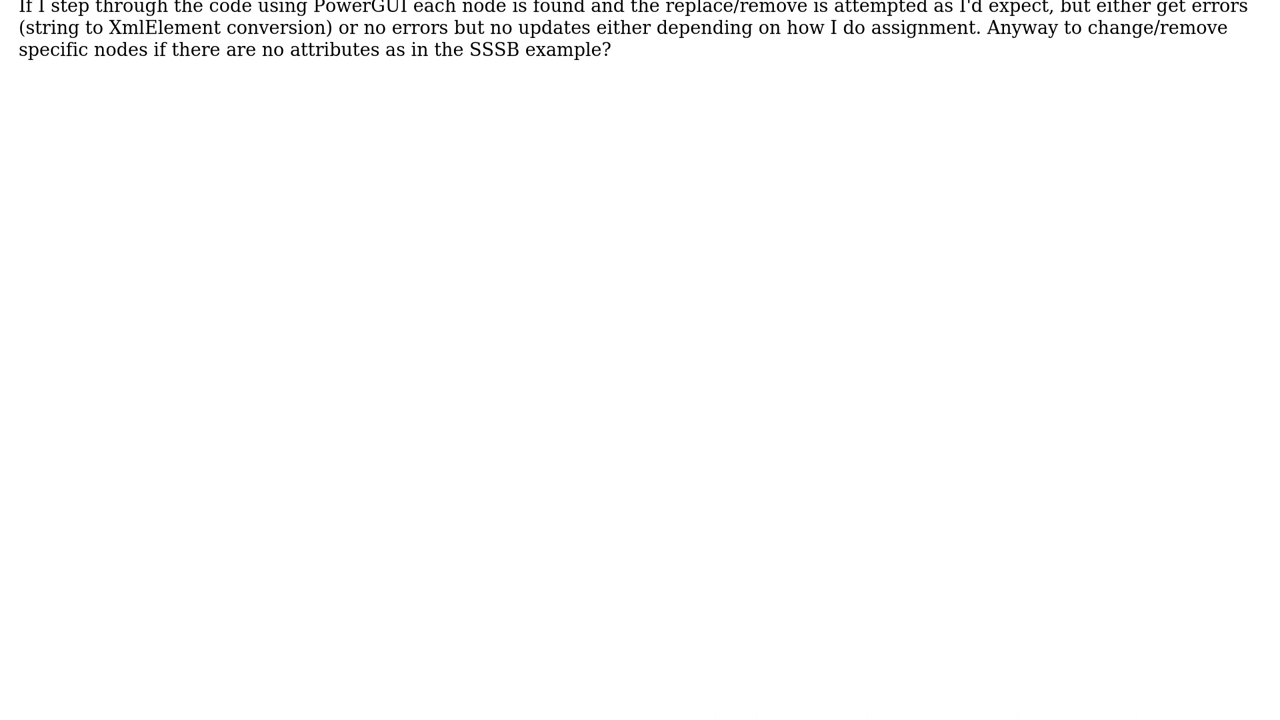 If I step through the code using PowerGUI each node is found and the replace/remove is attempted as I'd expect, but either get errors
(string to XmlElement conversion) or no errors but no updates either depending on how I do assignment. Anyway to change/remove
specific nodes if there are no attributes as in the SSSB example?